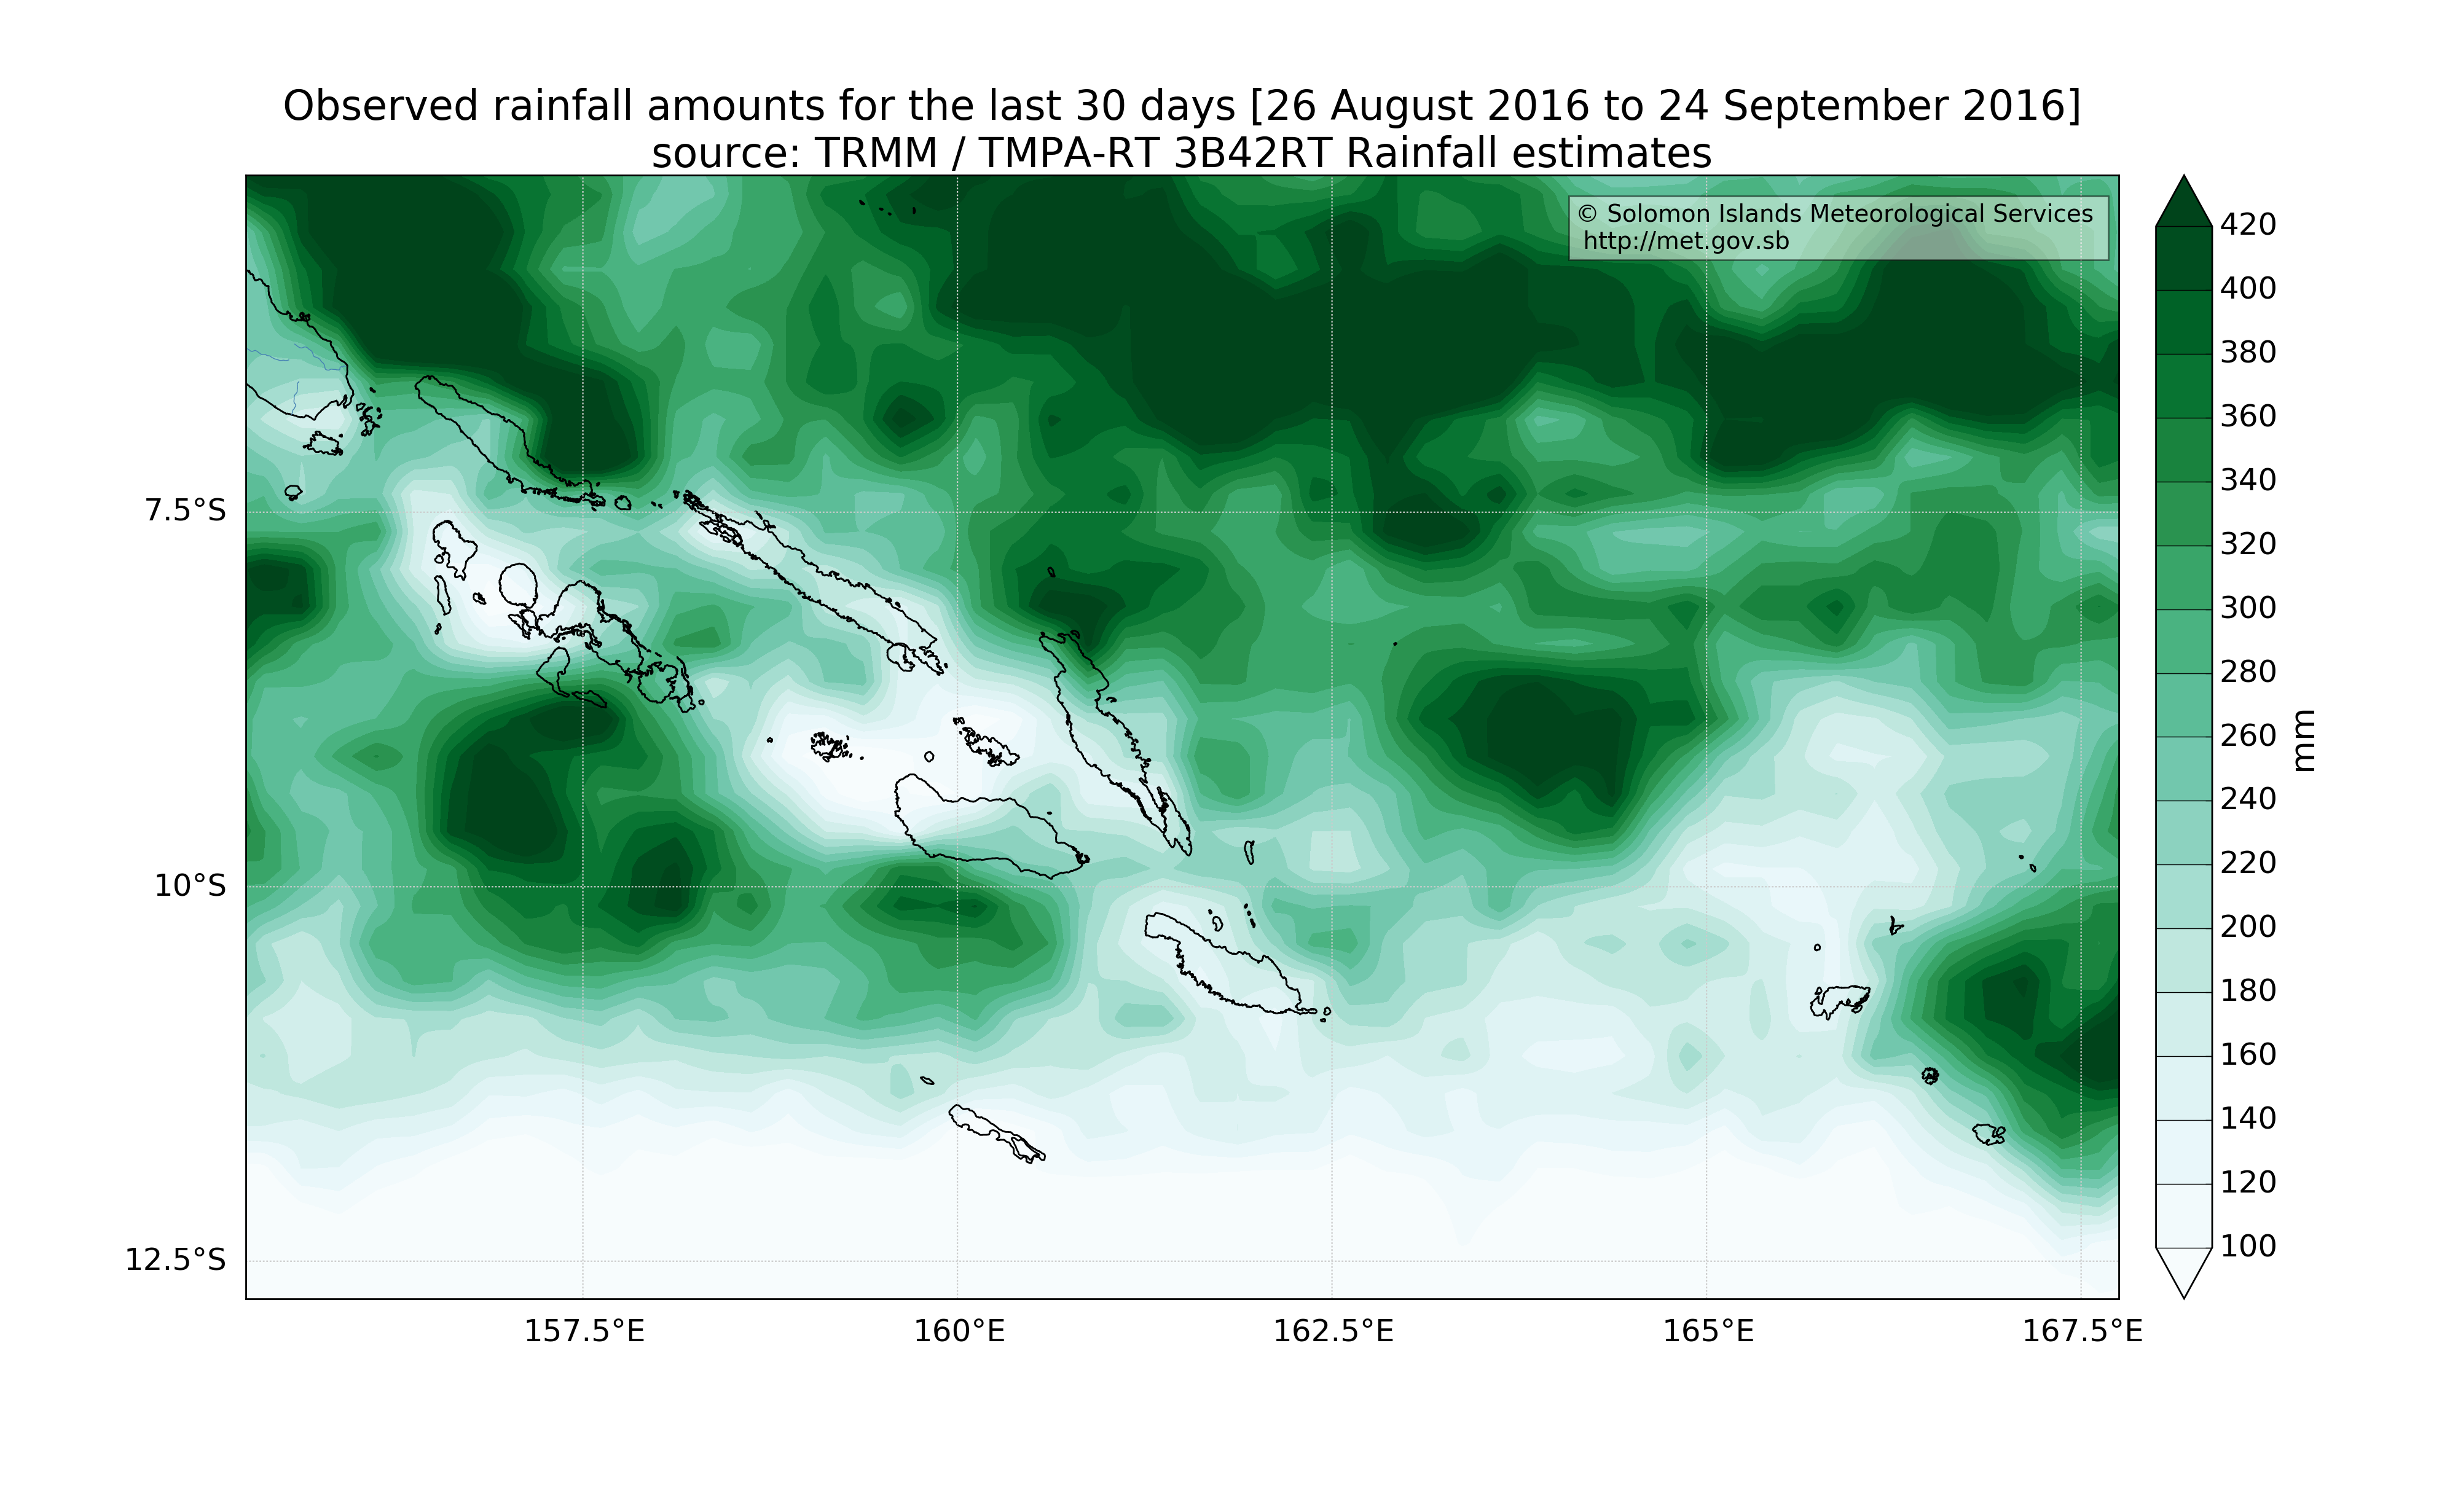 Observed rainfall amounts for the last 30 days [26 August 2016 to 24 September 2016]
source: TRMM / TMPA-RT 3B42RT Rainfall estimates
© Solomon Islands Meteorological Services
http://met.gov.sb
420
400
380
360
340
320
300
280
260
240
220
200
180
160
140
120
100
mm
7.5°S
10°S
12.5°S
157.5°E
160°E
162.5°E
165°E
167.5°E